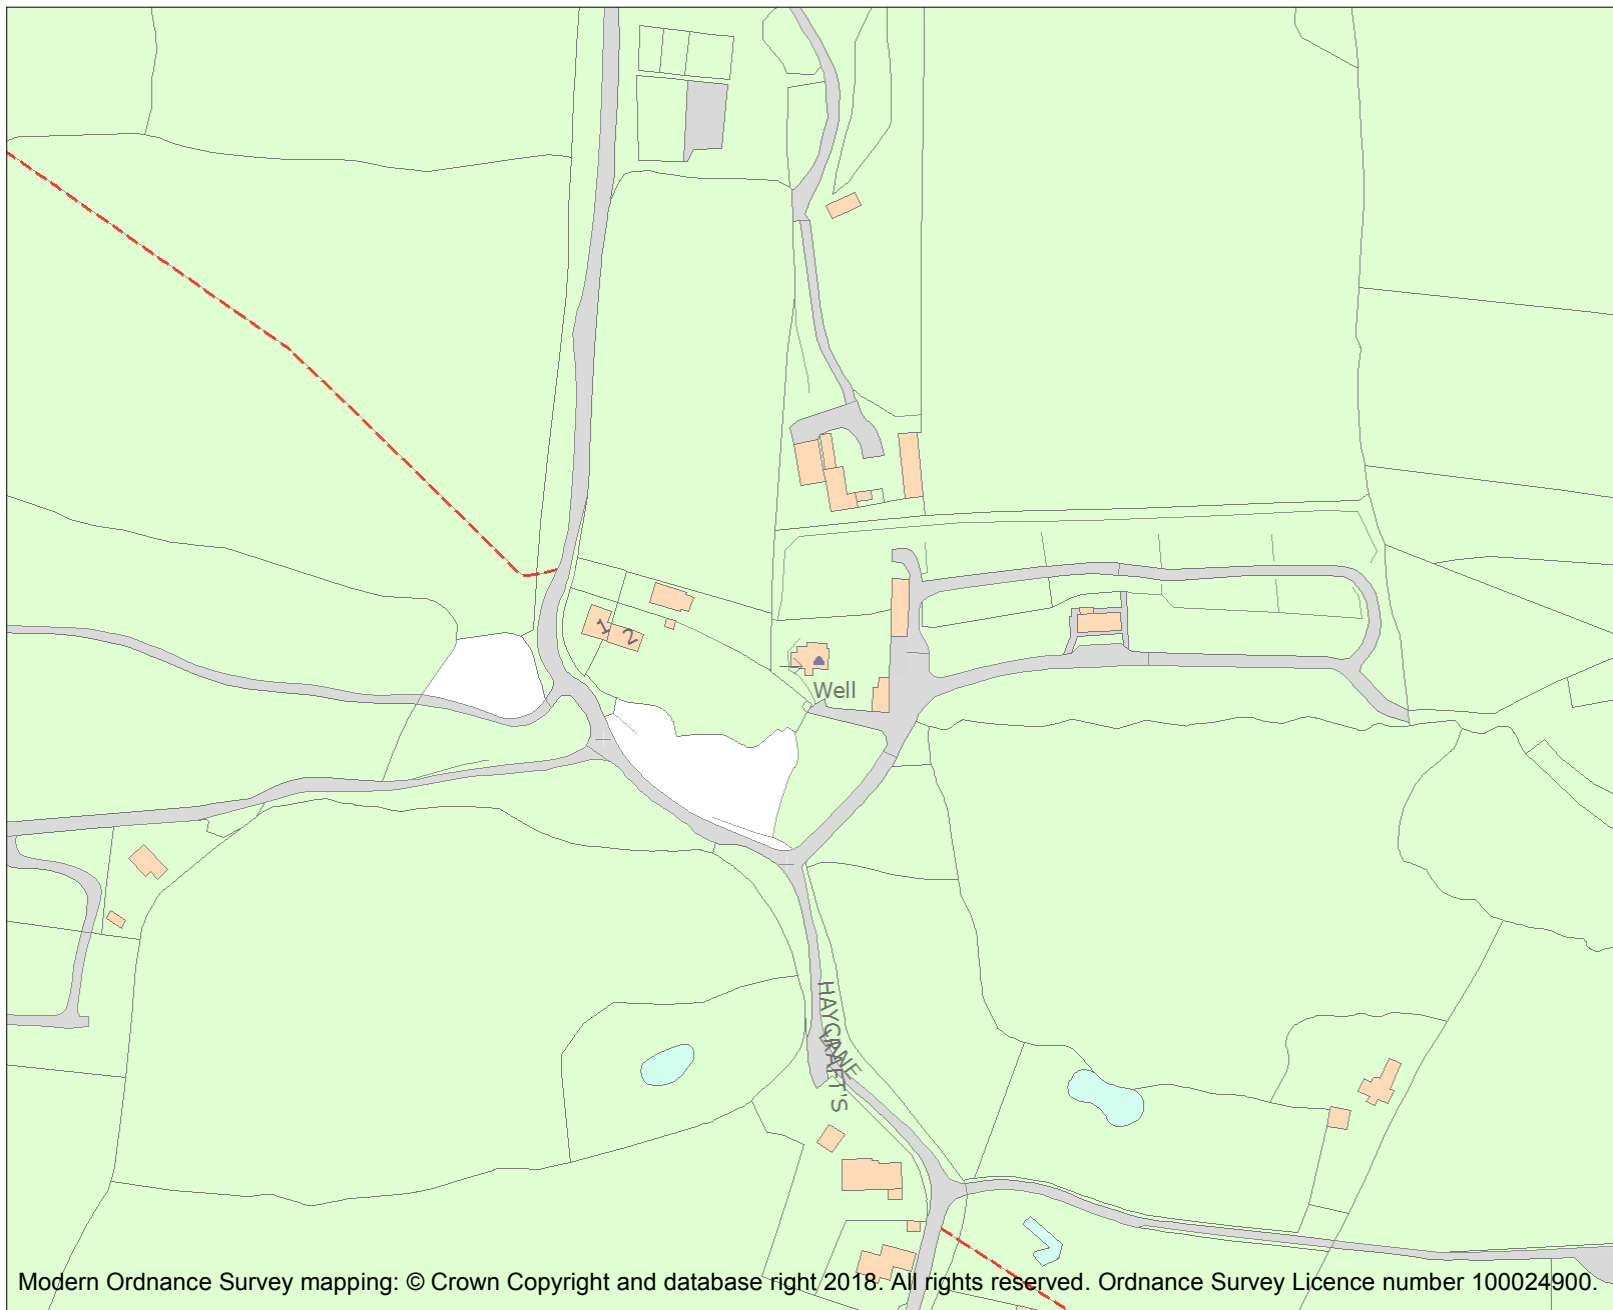 1
2
Well
HAYCRAFT'S
LANE
Modern Ordnance Survey mapping: © Crown Copyright and database right 2018. All rights reserved. Ordnance Survey Licence number 100024900.